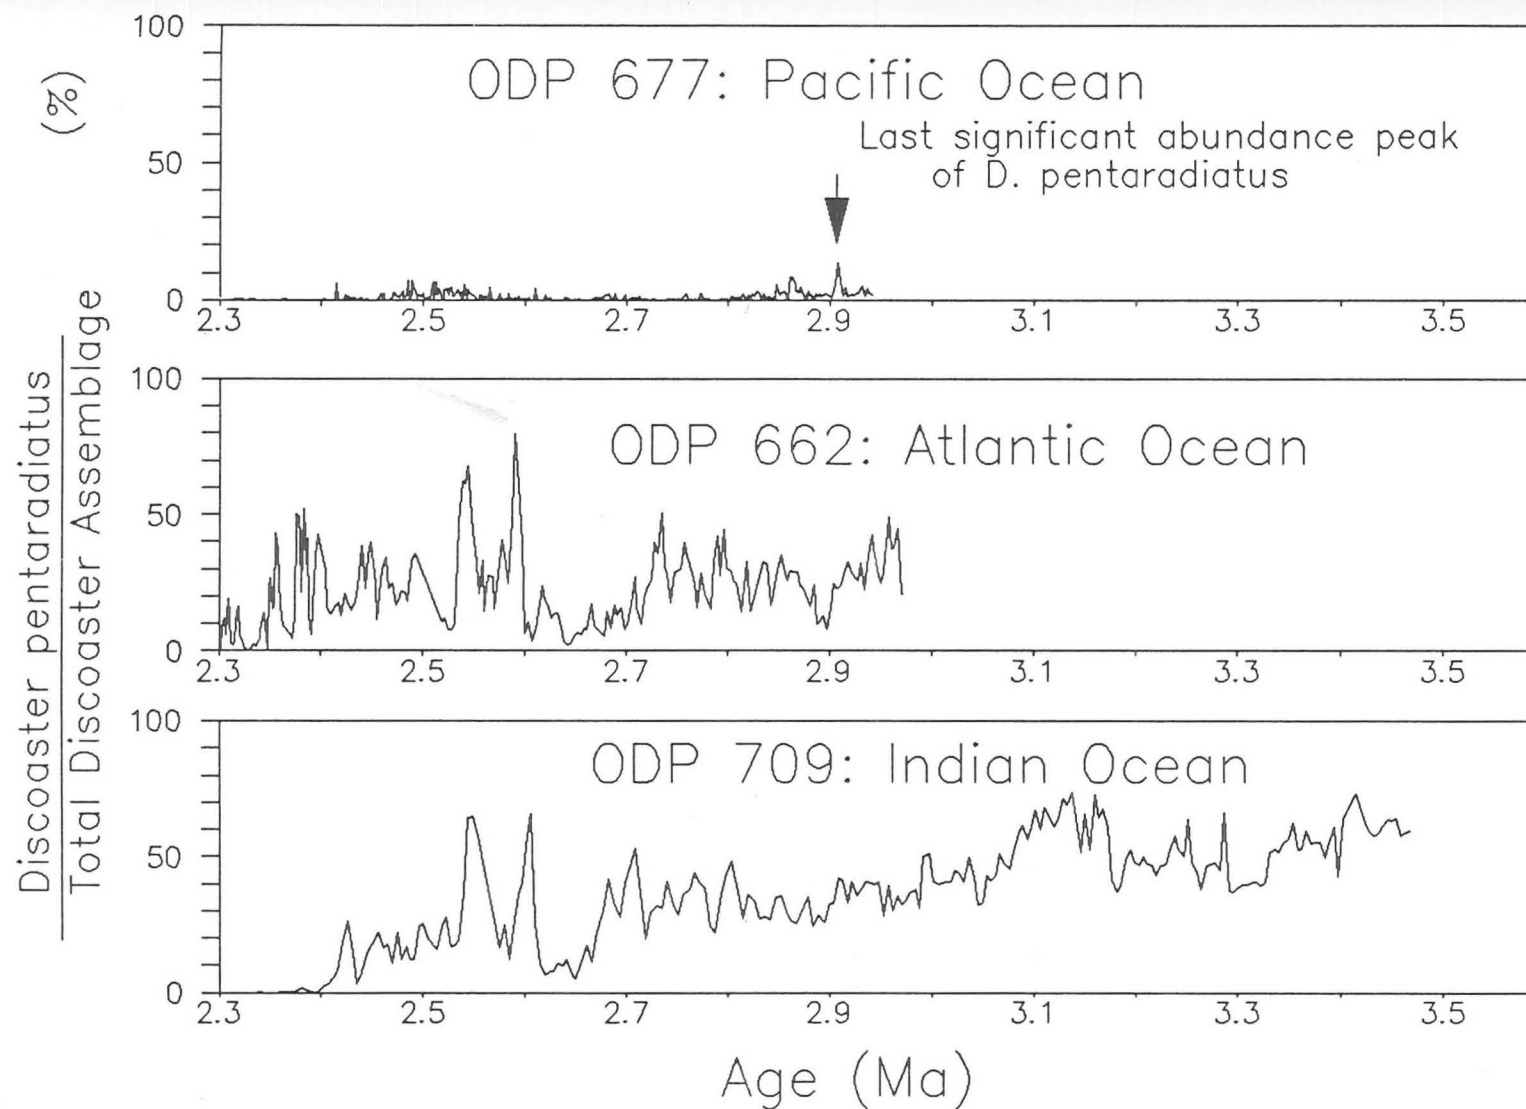 Discoaster pentaradiatus
Total Discoaster Assemblage
(%)
100
50
0
ODP 677: Pacific Ocean
Last significant abundance peak
of D. pentaradiatus
2.3 2.5 2.7 2.9 3.1 3.3 3.5
100
50
0
ODP 662: Atlantic Ocean
2.3 2.5 2.7 2.9 3.1 3.3 3.5
100
50
0
ODP 709: Indian Ocean
2.3 2.5 2.7 2.9 3.1 3.3 3.5
Age (Ma)